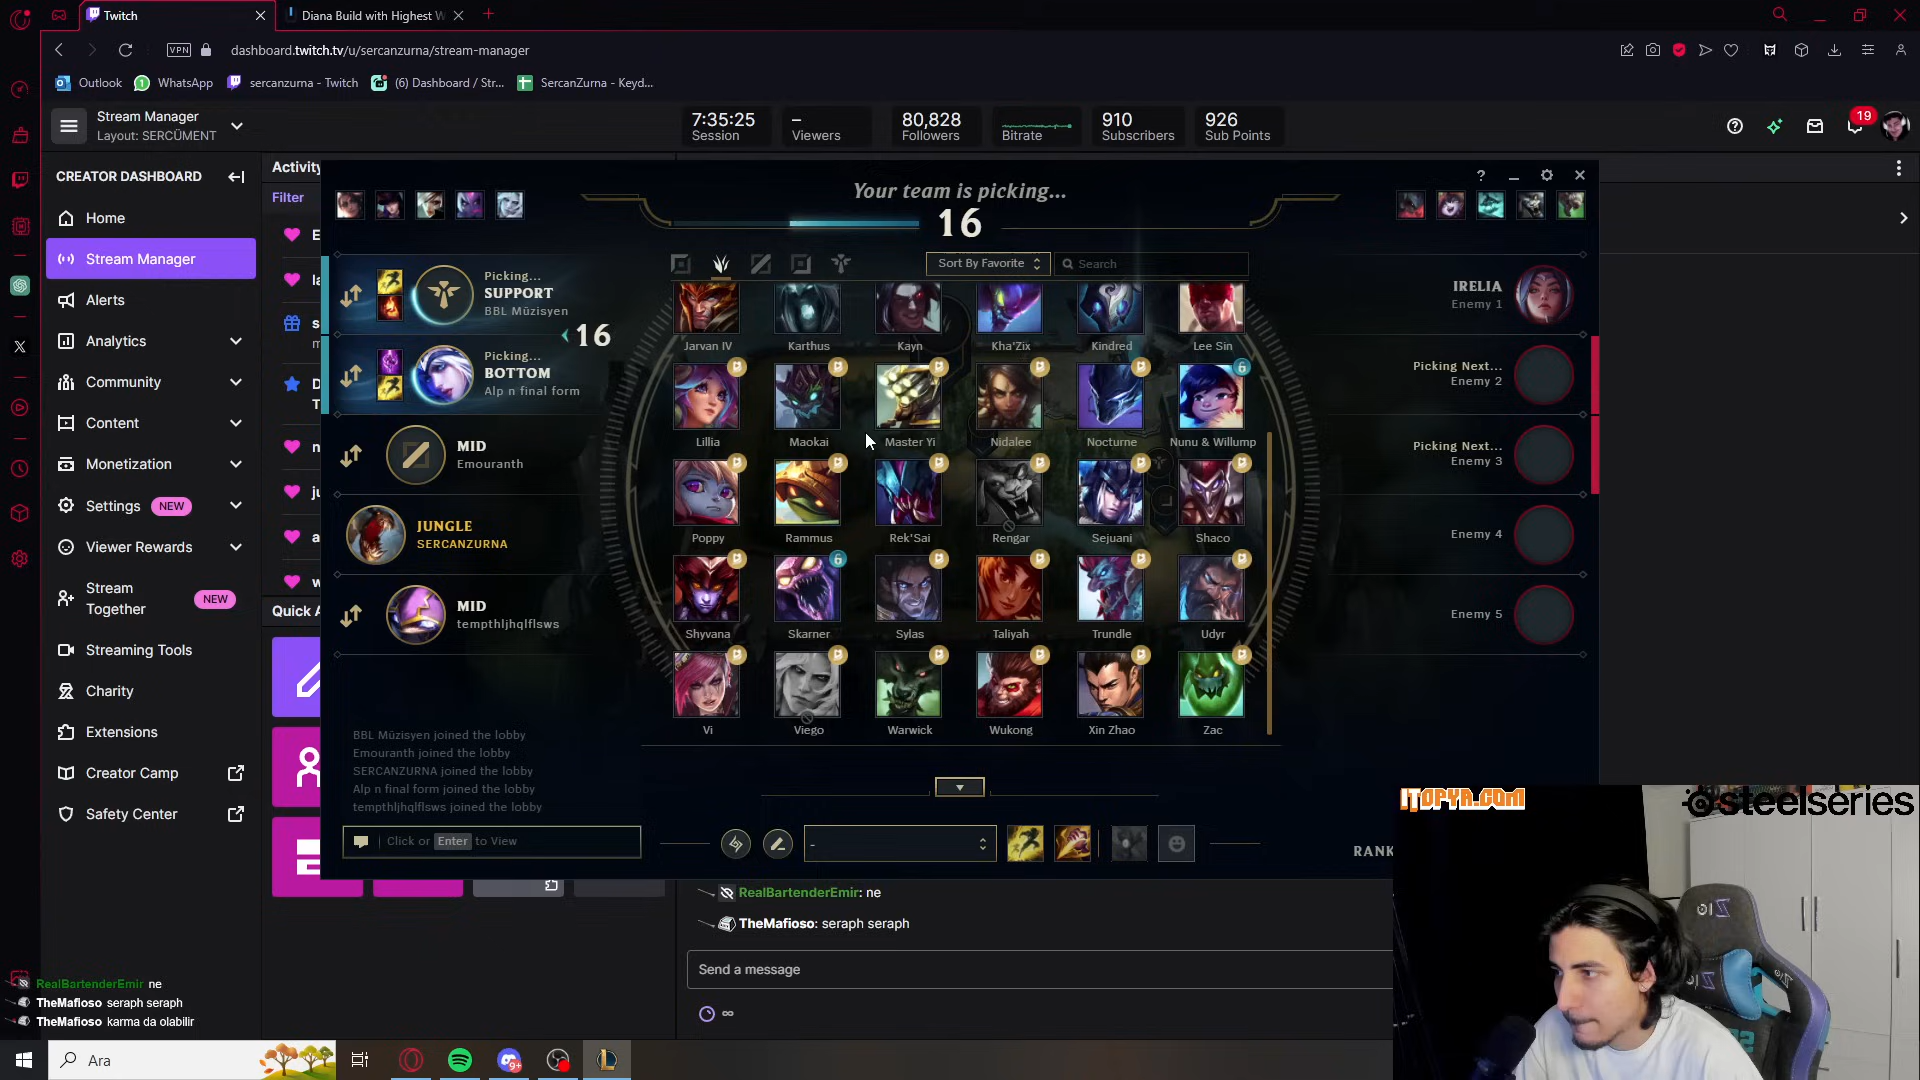 Twitch
Diana Build with Highest W
VPN
dashboard.twitch.tv/u/sercanzurna/stream-manager
Outlook
WhatsApp
sercanzurna - Twitch
(6) Dashboard / Str...
SercanZurna - Keyd...
Stream Manager
Layout: SERCÜMENT
7:35:25
Session
–
Viewers
80,828
Followers
Bitrate
910
Subscribers
926
Sub Points
19
CREATOR DASHBOARD
Home
Stream Manager
Alerts
Analytics
Community
Content
Monetization
Settings NEW
Viewer Rewards
Stream Together NEW
Streaming Tools
Charity
Extensions
Creator Camp
Safety Center
Activity
Filter
Quick A
Your team is picking...
16
Sort By Favorite
Search
Picking...
SUPPORT
BBL Müzisyen
16
Picking...
BOTTOM
Alp n final form
MID
Emouranth
JUNGLE
SERCANZURNA
MID
tempthljhqlflsws
Jarvan IV
Karthus
Kayn
Kha'Zix
Kindred
Lee Sin
Lillia
Maokai
Master Yi
Nidalee
Nocturne
6
Nunu & Willump
Poppy
Rammus
Rek'Sai
Rengar
Sejuani
Shaco
Shyvana
6
Skarner
Sylas
Taliyah
Trundle
Udyr
Vi
Viego
Warwick
Wukong
Xin Zhao
Zac
IRELIA
Enemy 1
Picking Next...
Enemy 2
Picking Next...
Enemy 3
Enemy 4
Enemy 5
BBL Müzisyen joined the lobby
Emouranth joined the lobby
SERCANZURNA joined the lobby
Alp n final form joined the lobby
tempthljhqlflsws joined the lobby
Click or Enter to View
-
RANK
RealBartenderEmir: ne
TheMafioso: seraph seraph
Send a message
RealBartenderEmir ne
TheMafioso seraph seraph
TheMafioso karma da olabilir
iTOPYA.COM
steelseries
Ara
9+